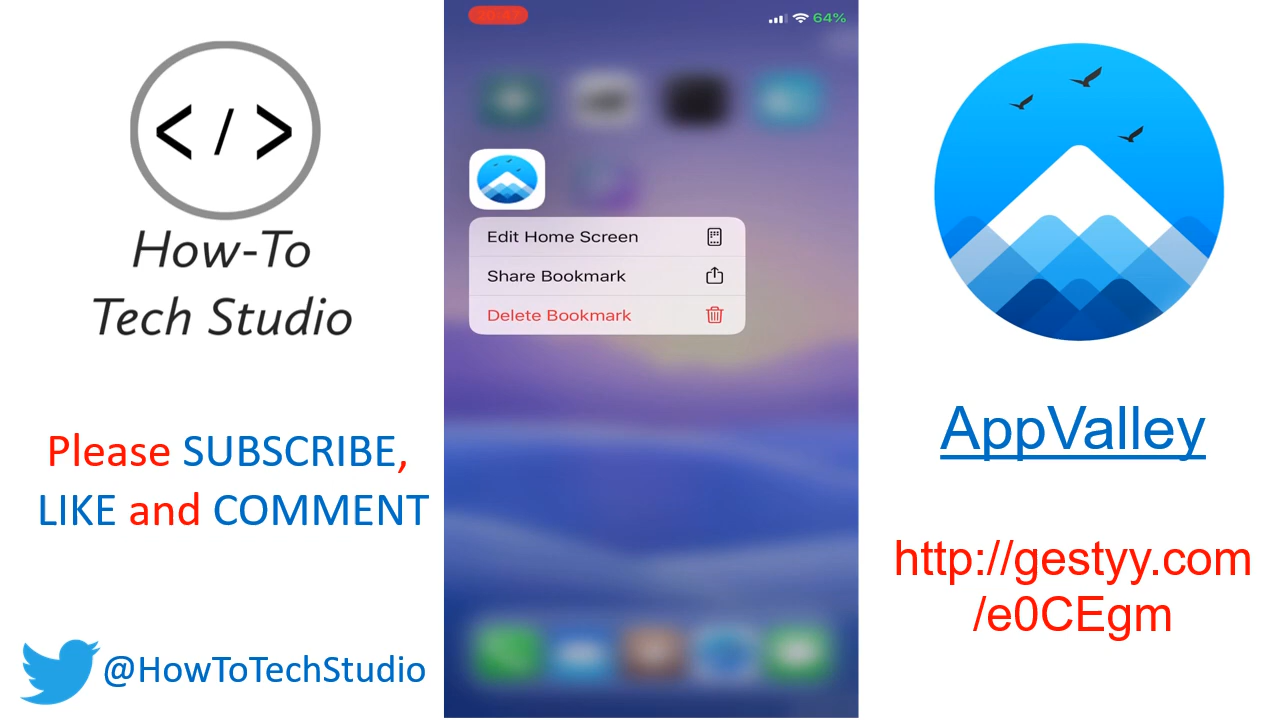 < / >
How-To
Tech Studio
Please SUBSCRIBE,
LIKE and COMMENT
@HowToTechStudio
64%
Edit Home Screen
Share Bookmark
Delete Bookmark
AppValley
http://gestyy.com
/e0CEgm